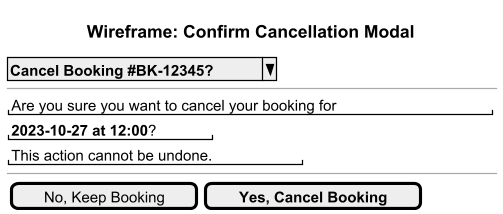 Wireframe: Confirm Cancellation Modal
Cancel Booking #BK-12345?
Are you sure you want to cancel your booking for
2023-10-27 at 12:00?
This action cannot be undone.
No, Keep Booking
Yes, Cancel Booking